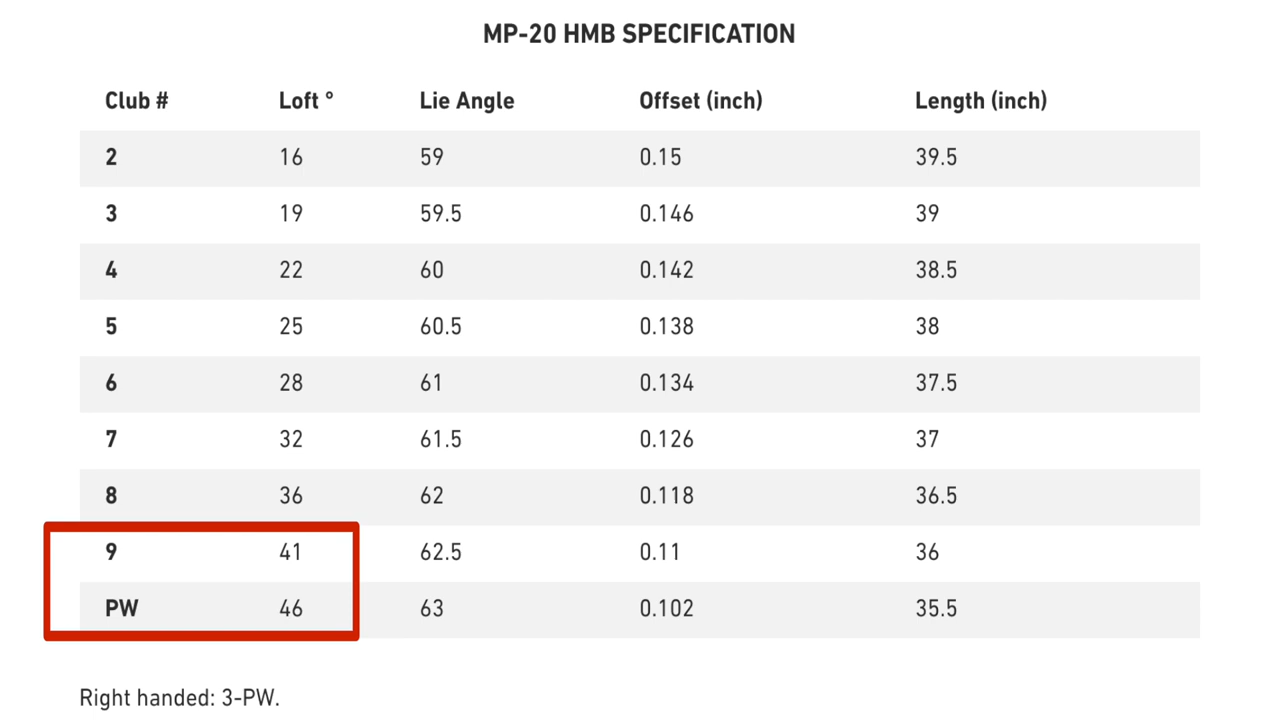 MP-20 HMB SPECIFICATION
Club # Loft ° Lie Angle Offset (inch) Length (inch)
2 16 59 0.15 39.5
3 19 59.5 0.146 39
4 22 60 0.142 38.5
5 25 60.5 0.138 38
6 28 61 0.134 37.5
7 32 61.5 0.126 37
8 36 62 0.118 36.5
9 41 62.5 0.11 36
PW 46 63 0.102 35.5
Right handed: 3-PW.